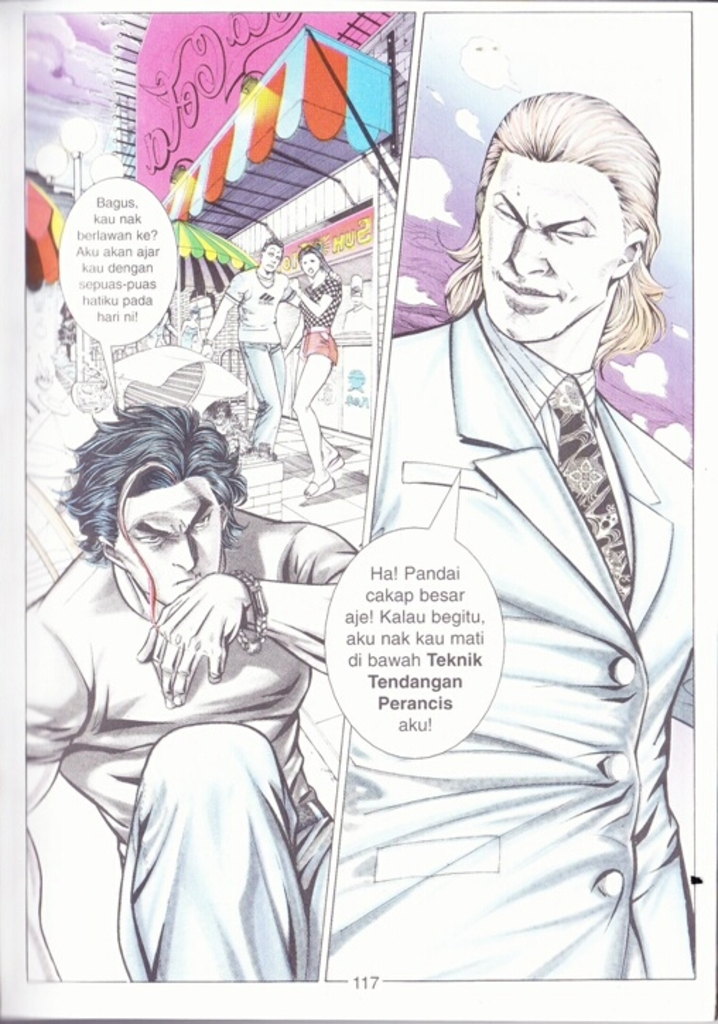 Bagus,
kau nak
berlawan ke?
Aku akan ajar
kau dengan
sepuas-puas
hatiku pada
hari ni!
Ha! Pandai
cakap besar
aje! Kalau begitu,
aku nak kau mati
di bawah Teknik
Tendangan
Perancis
aku!
117